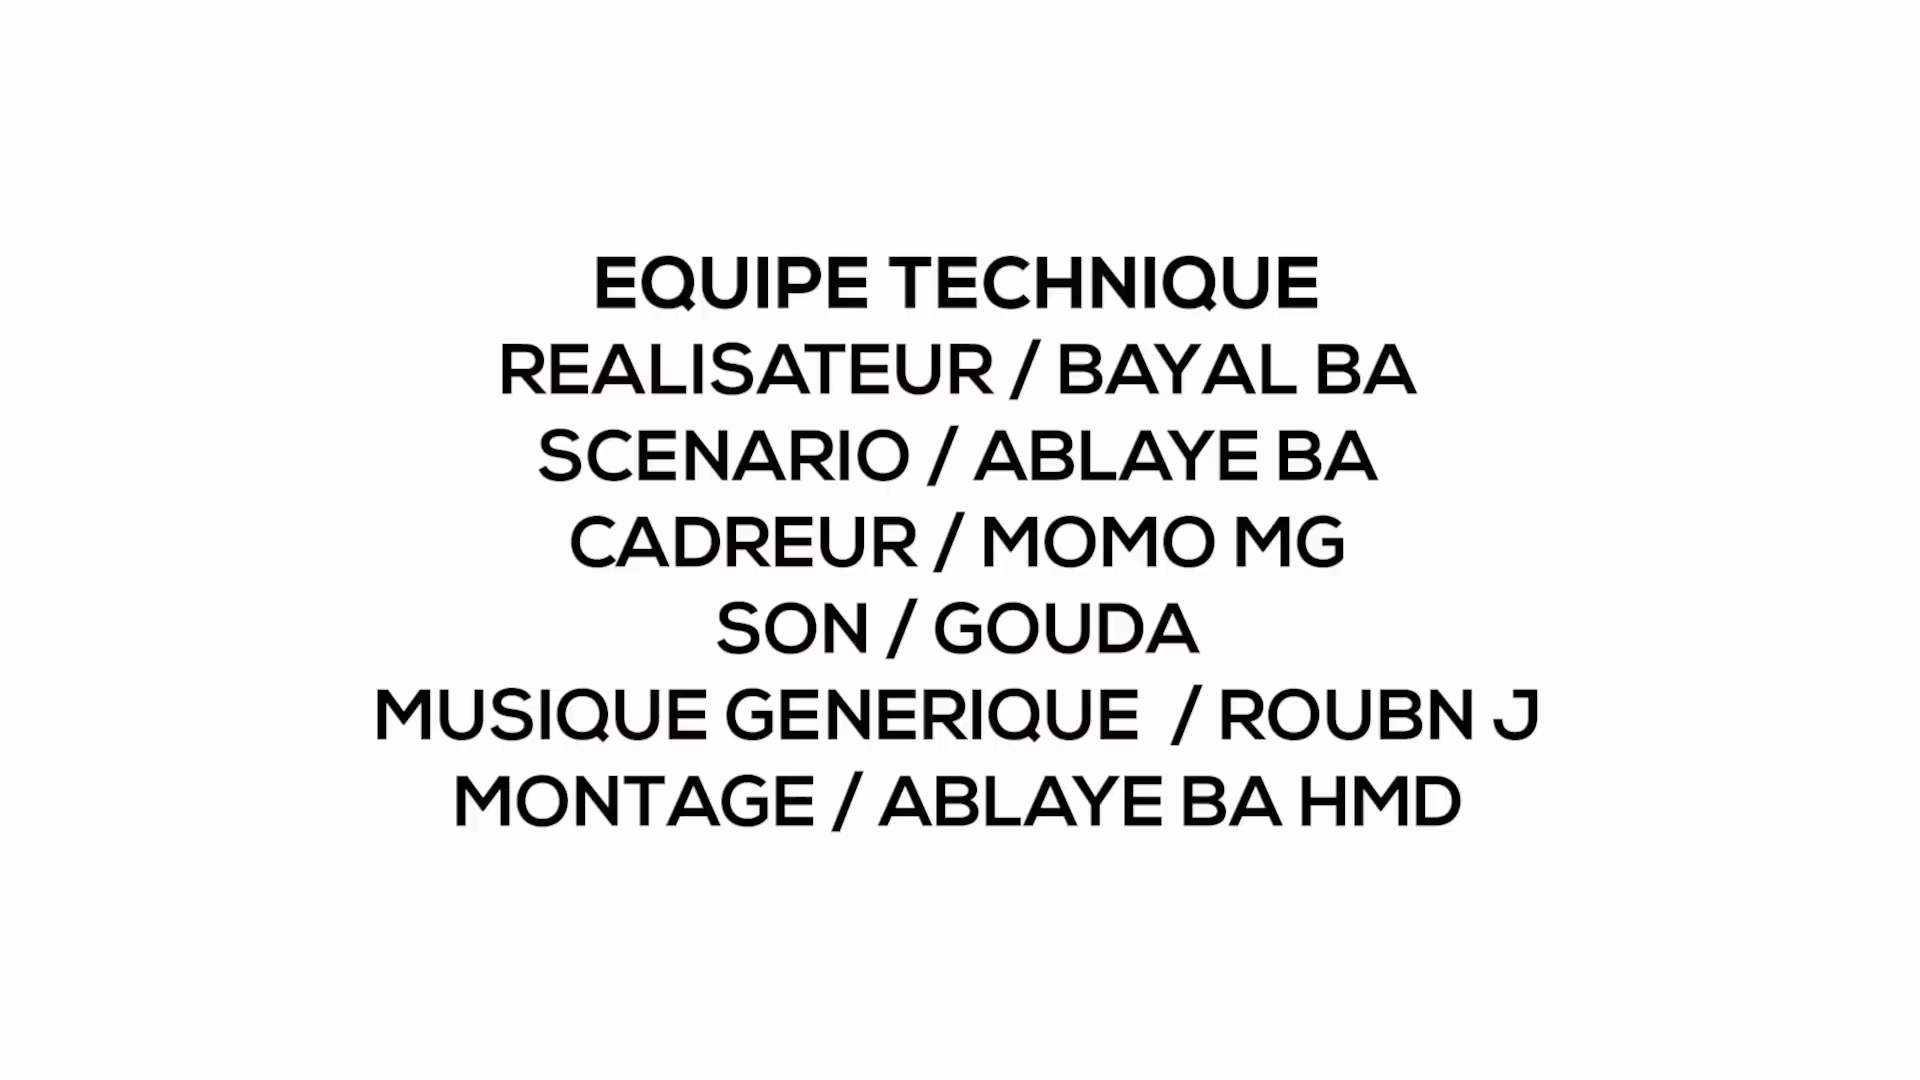 EQUIPE TECHNIQUE
REALISATEUR / BAYAL BA
SCENARIO / ABLAYE BA
CADREUR / MOMO MG
SON / GOUDA
MUSIQUE GENERIQUE  / ROUBN J
MONTAGE / ABLAYE BA HMD